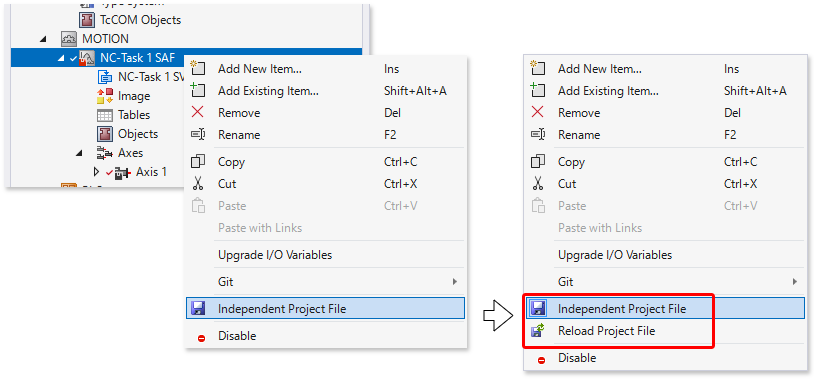 Type System
TcCOM Objects
MOTION
NC-Task 1 SAF
NC-Task 1 SV
Image
Tables
Objects
Axes
Axis 1
Add New Item... Ins
Add Existing Item... Shift+Alt+A
Remove Del
Rename F2
Copy Ctrl+C
Cut Ctrl+X
Paste Ctrl+V
Paste with Links
Upgrade I/O Variables
Git
Independent Project File
Disable
Add New Item... Ins
Add Existing Item... Shift+Alt+A
Remove Del
Rename F2
Copy Ctrl+C
Cut Ctrl+X
Paste Ctrl+V
Paste with Links
Upgrade I/O Variables
Git
Independent Project File
Reload Project File
Disable